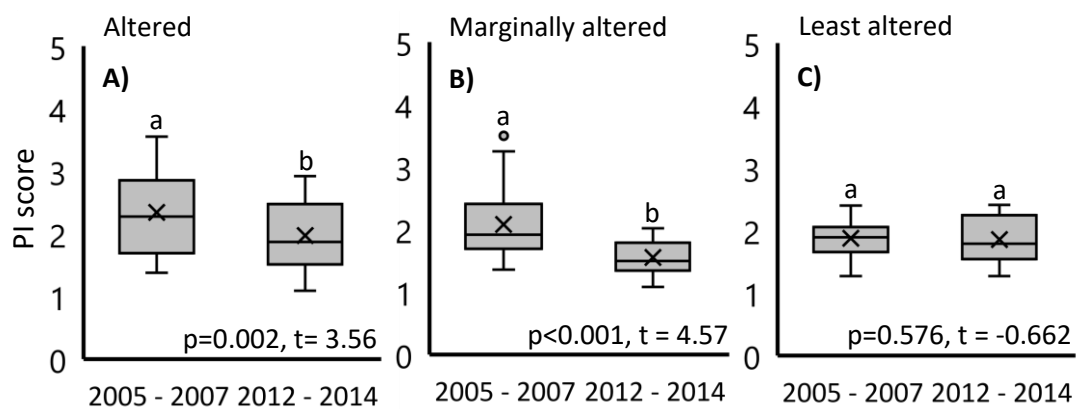 Altered
5
A)
4
a
b
3
2
1
0
PI score
p=0.002, t= 3.56
2005 - 2007 2012 - 2014
Marginally altered
5
B)
4
a
3
b
2
1
0
p<0.001, t = 4.57
2005 - 2007 2012 - 2014
Least altered
5
C)
4
3
a a
2
1
0
p=0.576, t = -0.662
2005 - 2007 2012 - 2014